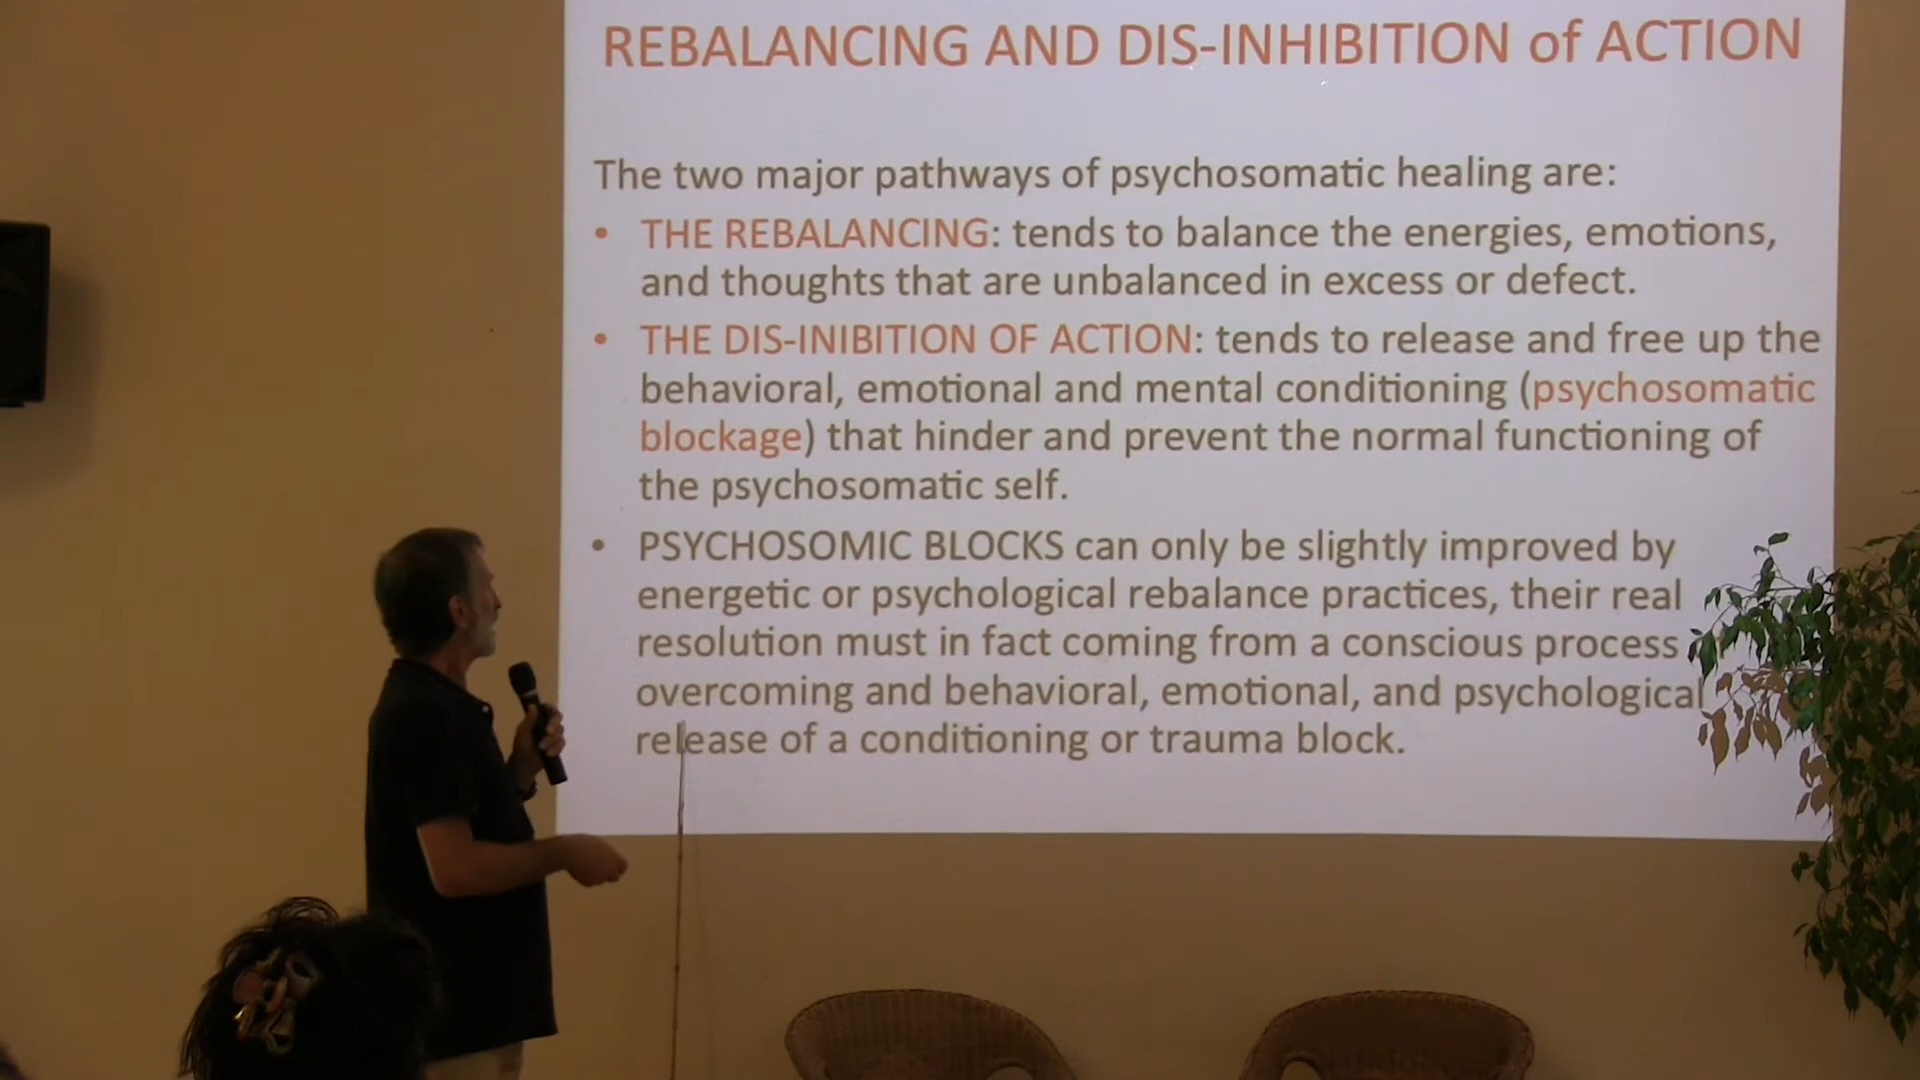 REBALANCING AND DIS-INHIBITION of ACTION
The two major pathways of psychosomatic healing are:
• THE REBALANCING: tends to balance the energies, emotions,
and thoughts that are unbalanced in excess or defect.
• THE DIS-INIBITION OF ACTION: tends to release and free up the
behavioral, emotional and mental conditioning (psychosomatic
blockage) that hinder and prevent the normal functioning of
the psychosomatic self.
• PSYCHOSOMIC BLOCKS can only be slightly improved by
energetic or psychological rebalance practices, their real
resolution must in fact coming from a conscious process
overcoming and behavioral, emotional, and psychological
release of a conditioning or trauma block.